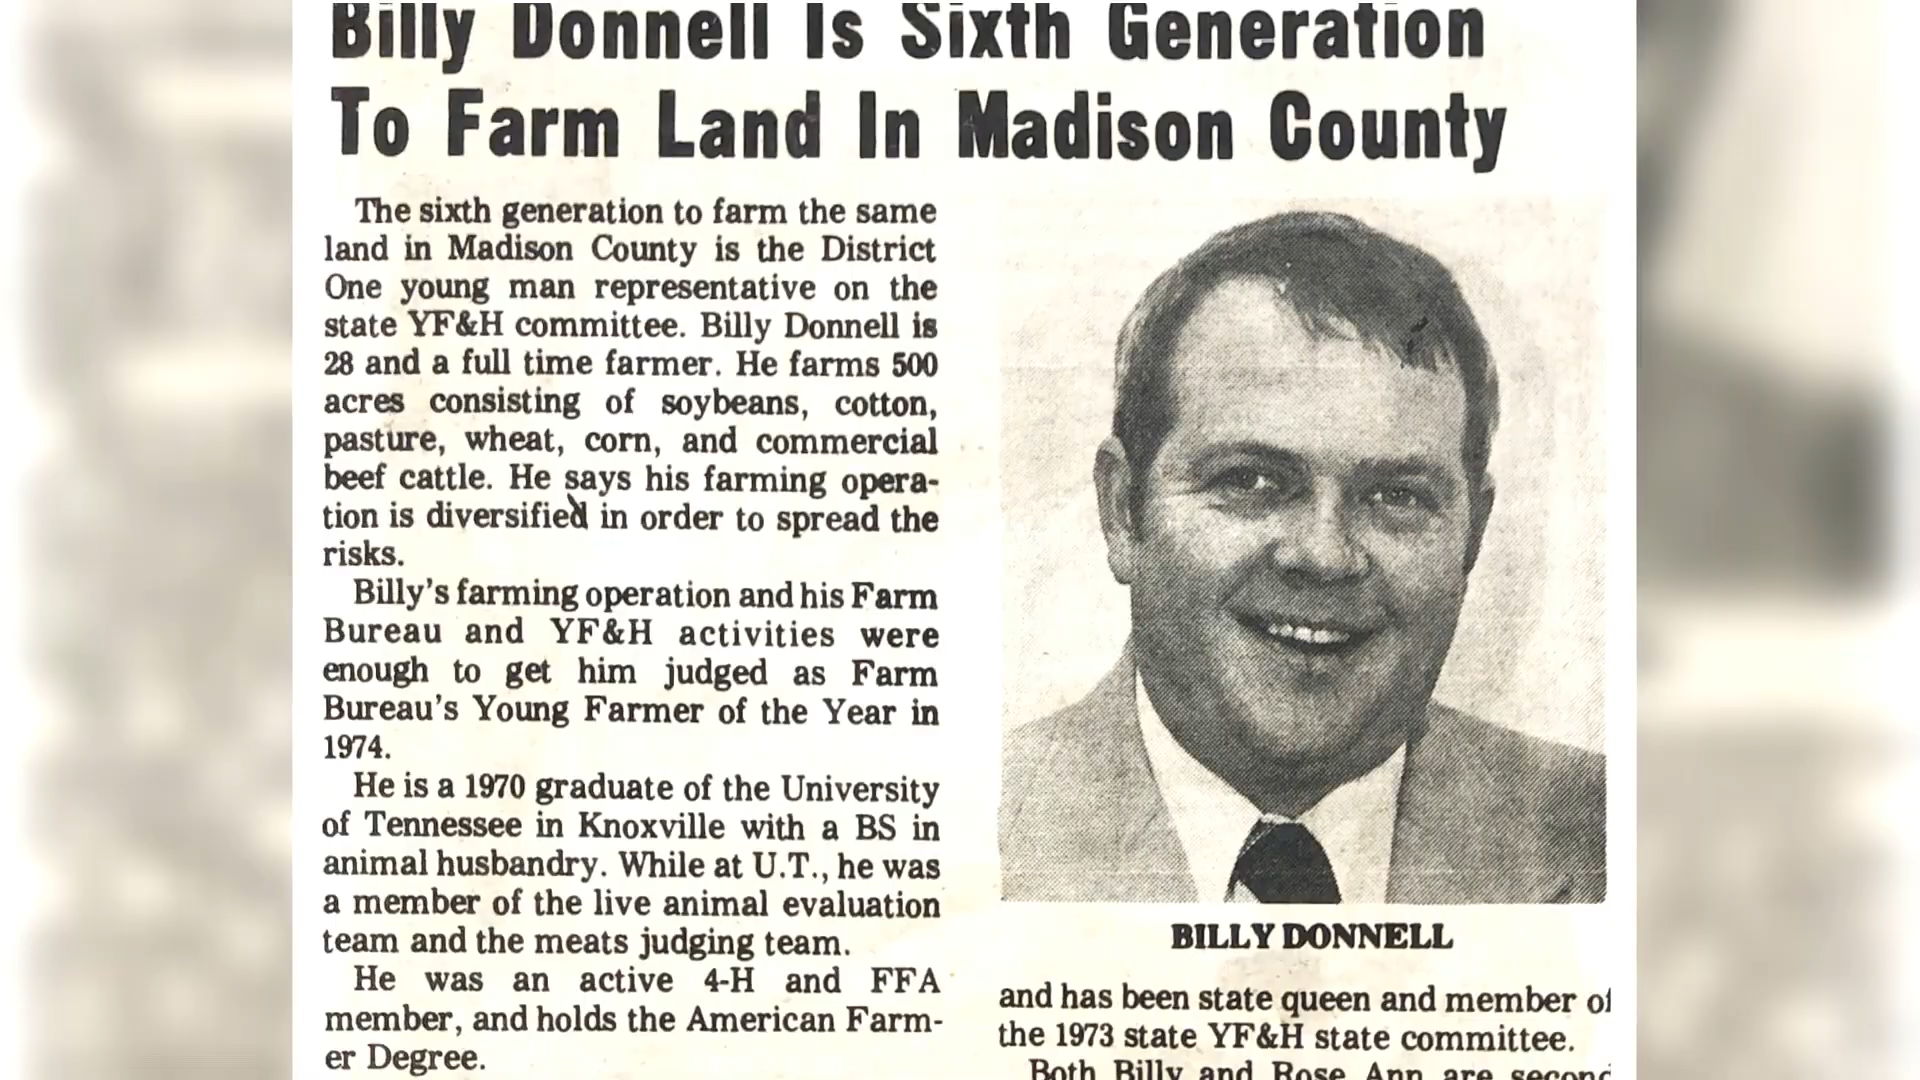 Billy Donnell Is Sixth Generation
To Farm Land In Madison County
The sixth generation to farm the same
land in Madison County is the District
One young man representative on the
state YF&H committee. Billy Donnell is
28 and a full time farmer. He farms 500
acres consisting of soybeans, cotton,
pasture, wheat, corn, and commercial
beef cattle. He says his farming opera-
tion is diversified in order to spread the
risks.
Billy's farming operation and his Farm
Bureau and YF&H activities were
enough to get him judged as Farm
Bureau's Young Farmer of the Year in
1974.
He is a 1970 graduate of the University
of Tennessee in Knoxville with a BS in
animal husbandry. While at U.T., he was
a member of the live animal evaluation
team and the meats judging team.
He was an active 4-H and FFA
member, and holds the American Farm-
er Degree.
BILLY DONNELL
and has been state queen and member of
the 1973 state YF&H state committee.
Both Billy and Rose Ann are second